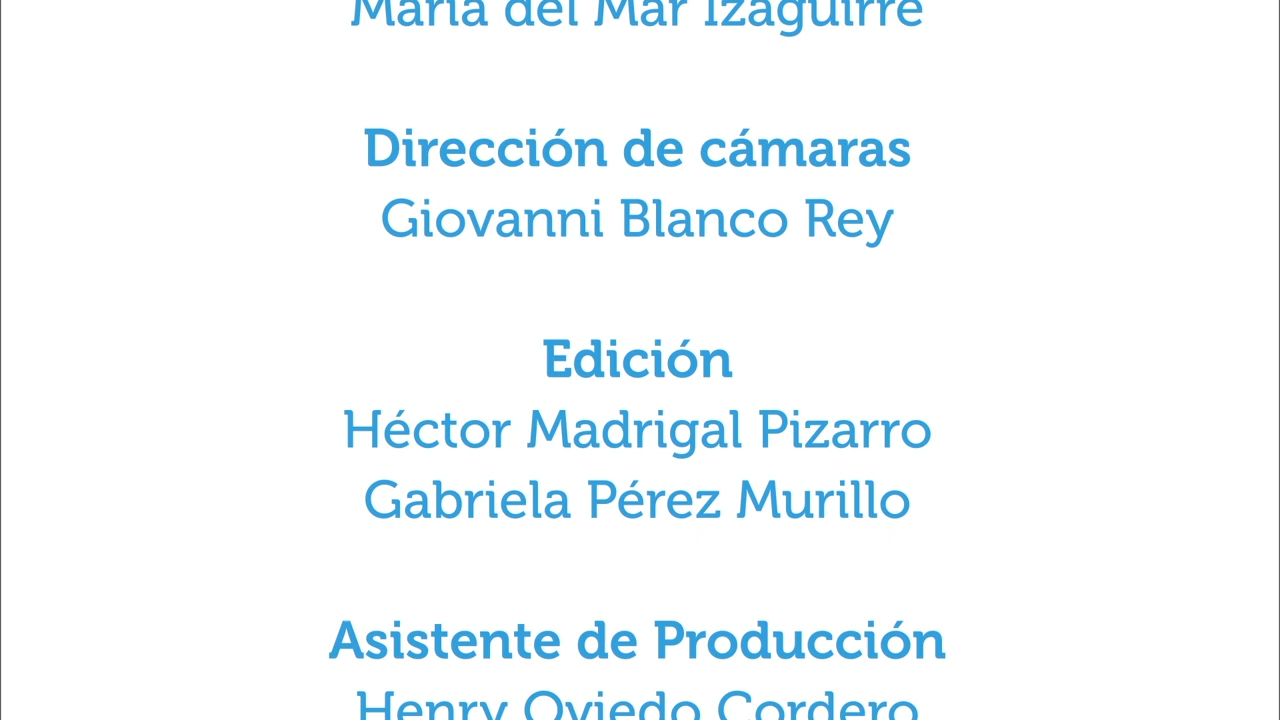 María del Mar Izaguirre
Dirección de cámaras
Giovanni Blanco Rey
Edición
Héctor Madrigal Pizarro
Gabriela Pérez Murillo
Asistente de Producción
Henry Oviedo Cordero